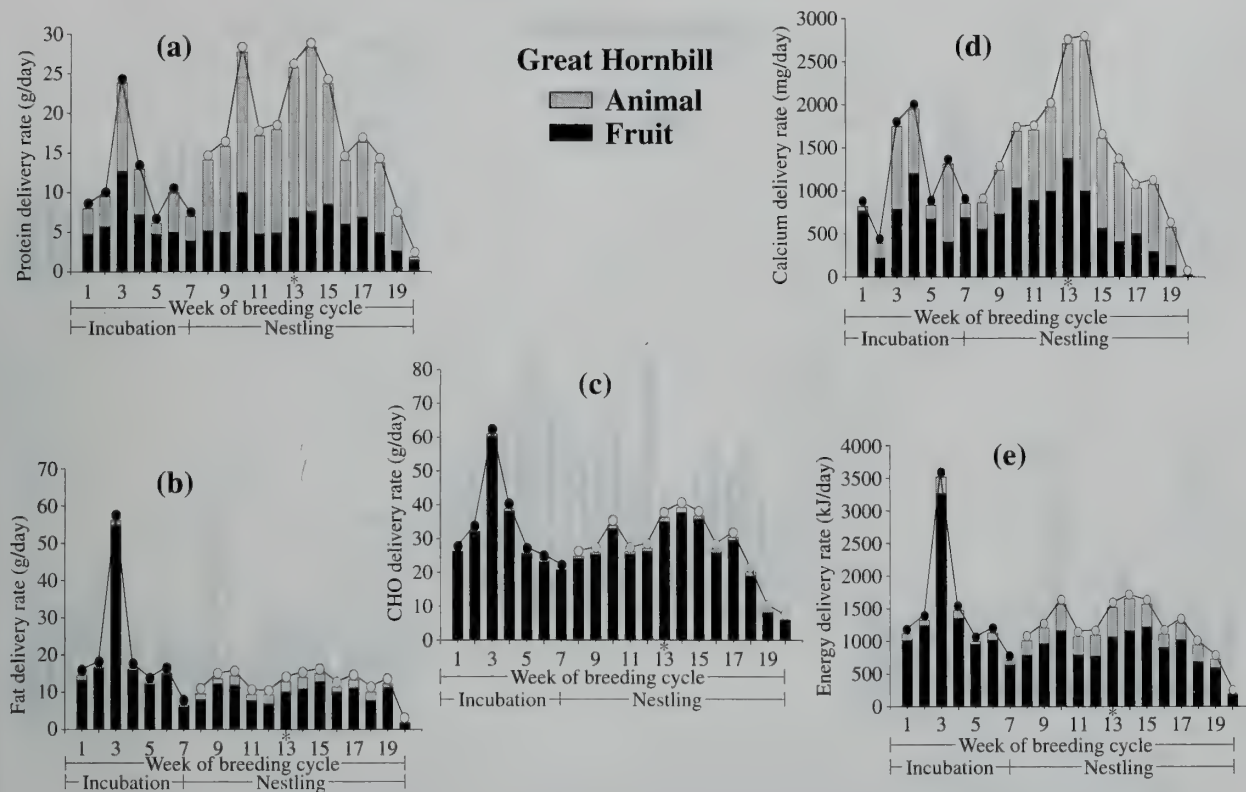 (a)
Protein delivery rate (g/day)
30
25
20
15
10
5
0
1 3 5 7 9 11 13 15 17 19
*
Week of breeding cycle
Incubation Nestling
Great Hornbill
Animal
Fruit
(d)
Calcium delivery rate (mg/day)
3000
2500
2000
1500
1000
500
0
1 3 5 7 9 11 13 15 17 19
*
Week of breeding cycle
Incubation Nestling
(b)
Fat delivery rate (g/day)
70
60
50
40
30
20
10
0
1 3 5 7 9 11 13 15 17 19
*
Week of breeding cycle
Incubation Nestling
(c)
CHO delivery rate (g/day)
80
70
60
50
40
30
20
10
0
1 3 5 7 9 11 13 15 17 19
*
Week of breeding cycle
Incubation Nestling
(e)
Energy delivery rate (kJ/day)
4000
3500
3000
2500
2000
1500
1000
500
0
1 3 5 7 9 11 13 15 17 19
*
Week of breeding cycle
Incubation Nestling